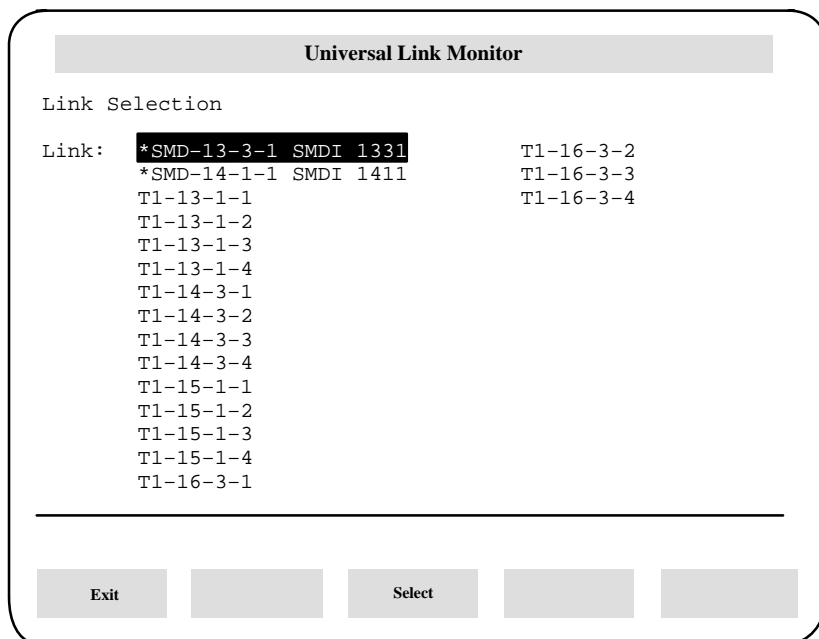 Universal Link Monitor
Link Selection
Link: *SMD-13-3-1 SMDI 1331 T1-16-3-2
*SMD-14-1-1 SMDI 1411 T1-16-3-3
T1-13-1-1 T1-16-3-4
T1-13-1-2
T1-13-1-3
T1-13-1-4
T1-14-3-1
T1-14-3-2
T1-14-3-3
T1-14-3-4
T1-15-1-1
T1-15-1-2
T1-15-1-3
T1-15-1-4
T1-16-3-1
Exit Select